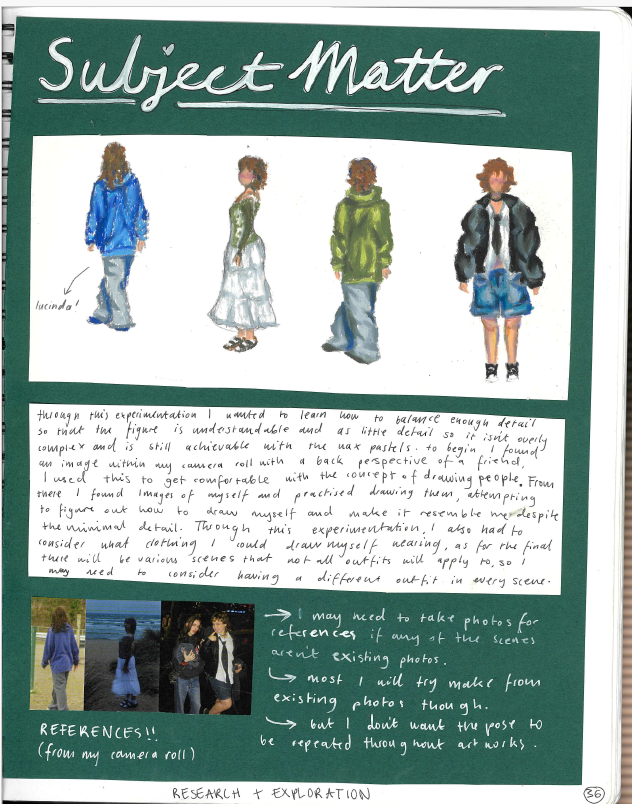 Subject Matter
lucinda!
through this experimentation I wanted to learn how to balance enough detail
so that the figure is understandable and as little detail so it isn't overly
complex and is still achievable with the wax pastels. to begin I found
an image within my camera roll with a back perspective of a friend,
I used this to get comfortable with the concept of drawing people. From
there I found images of myself and practised drawing them, attempting
to figure out how to draw myself and make it resemble me despite
the minimal detail. Through this experimentation, I also had to
consider what clothing I could draw myself wearing, as for the final
there will be various scenes that not all outfits will apply to, so I
may need to consider having a different outfit in every scene.
→ I may need to take photos for
references if any of the scenes
aren't existing photos.
↳ most I will try make from
existing photos though.
↳ but I don't want the pose to
be repeated throughout artworks.
REFERENCES!!
(from my camera roll)
RESEARCH + EXPLORATION
36